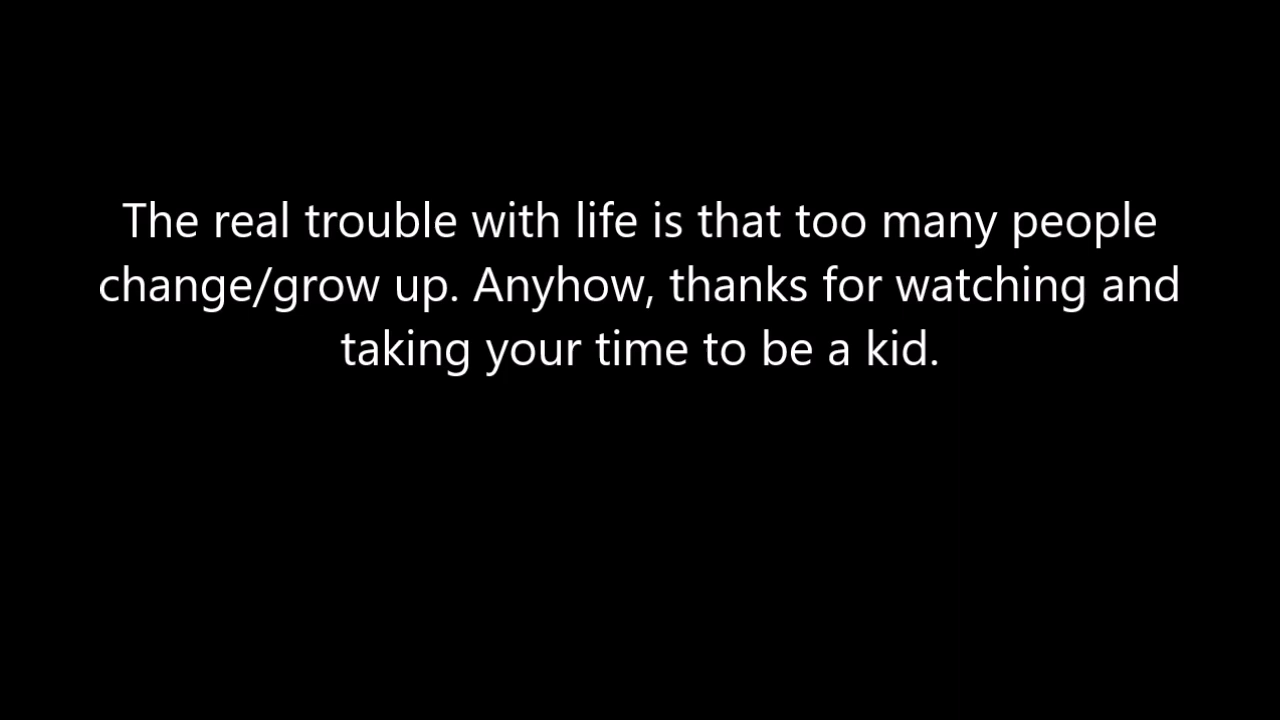 The real trouble with life is that too many people
change/grow up. Anyhow, thanks for watching and
taking your time to be a kid.